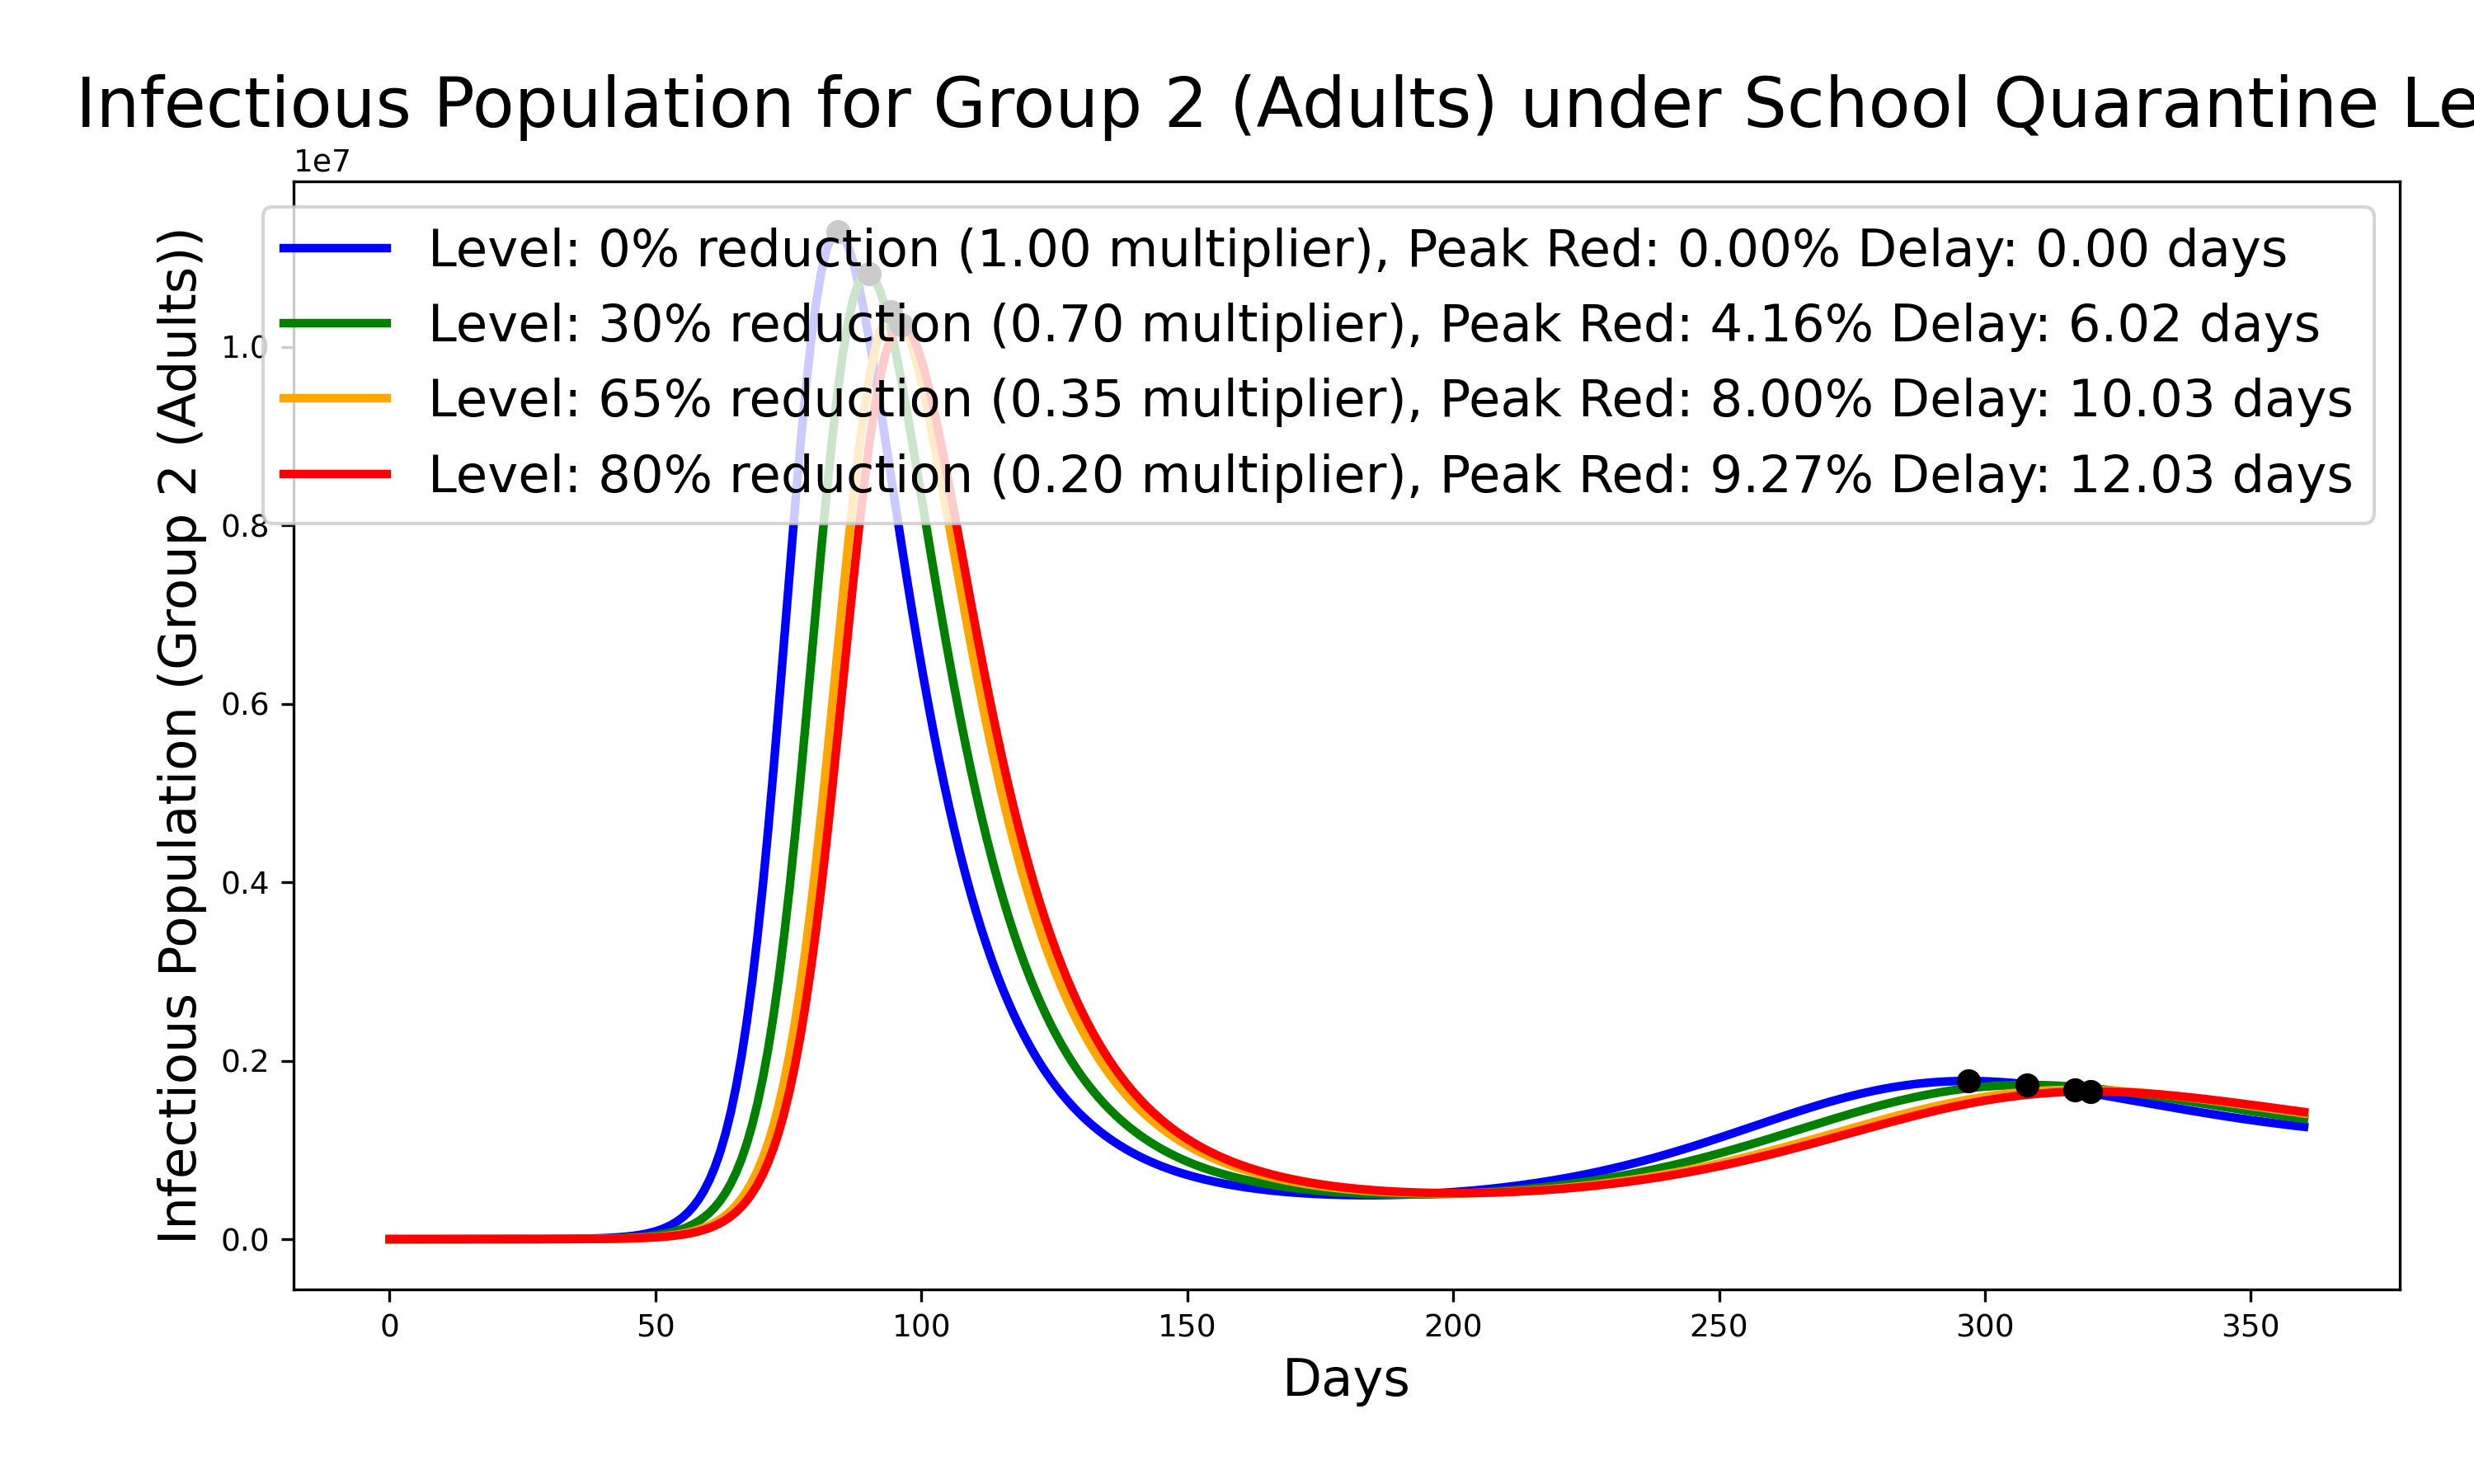 Infectious Population for Group 2 (Adults) under School Quarantine Le
1e7
Level: 0% reduction (1.00 multiplier), Peak Red: 0.00% Delay: 0.00 days
Level: 30% reduction (0.70 multiplier), Peak Red: 4.16% Delay: 6.02 days
Level: 65% reduction (0.35 multiplier), Peak Red: 8.00% Delay: 10.03 days
Level: 80% reduction (0.20 multiplier), Peak Red: 9.27% Delay: 12.03 days
Infectious Population (Group 2 (Adults))
1.0
0.8
0.6
0.4
0.2
0.0
0 50 100 150 200 250 300 350
Days